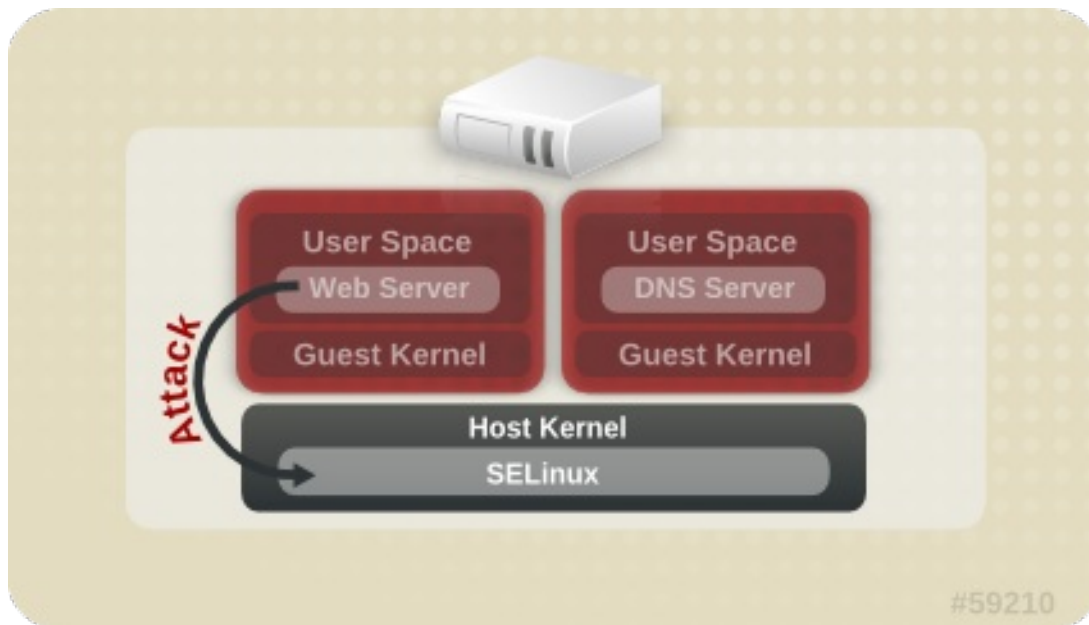 User Space
Web Server
Guest Kernel
User Space
DNS Server
Guest Kernel
Attack
Host Kernel
SELinux
#59210